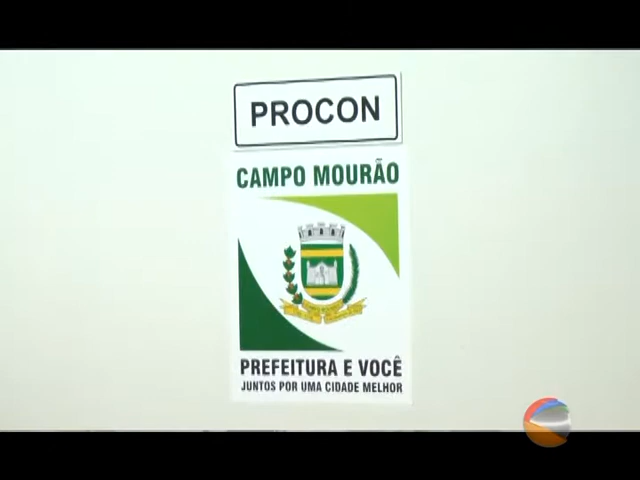 PROCON
CAMPO MOURÃO
PREFEITURA E VOCÊ
JUNTOS POR UMA CIDADE MELHOR